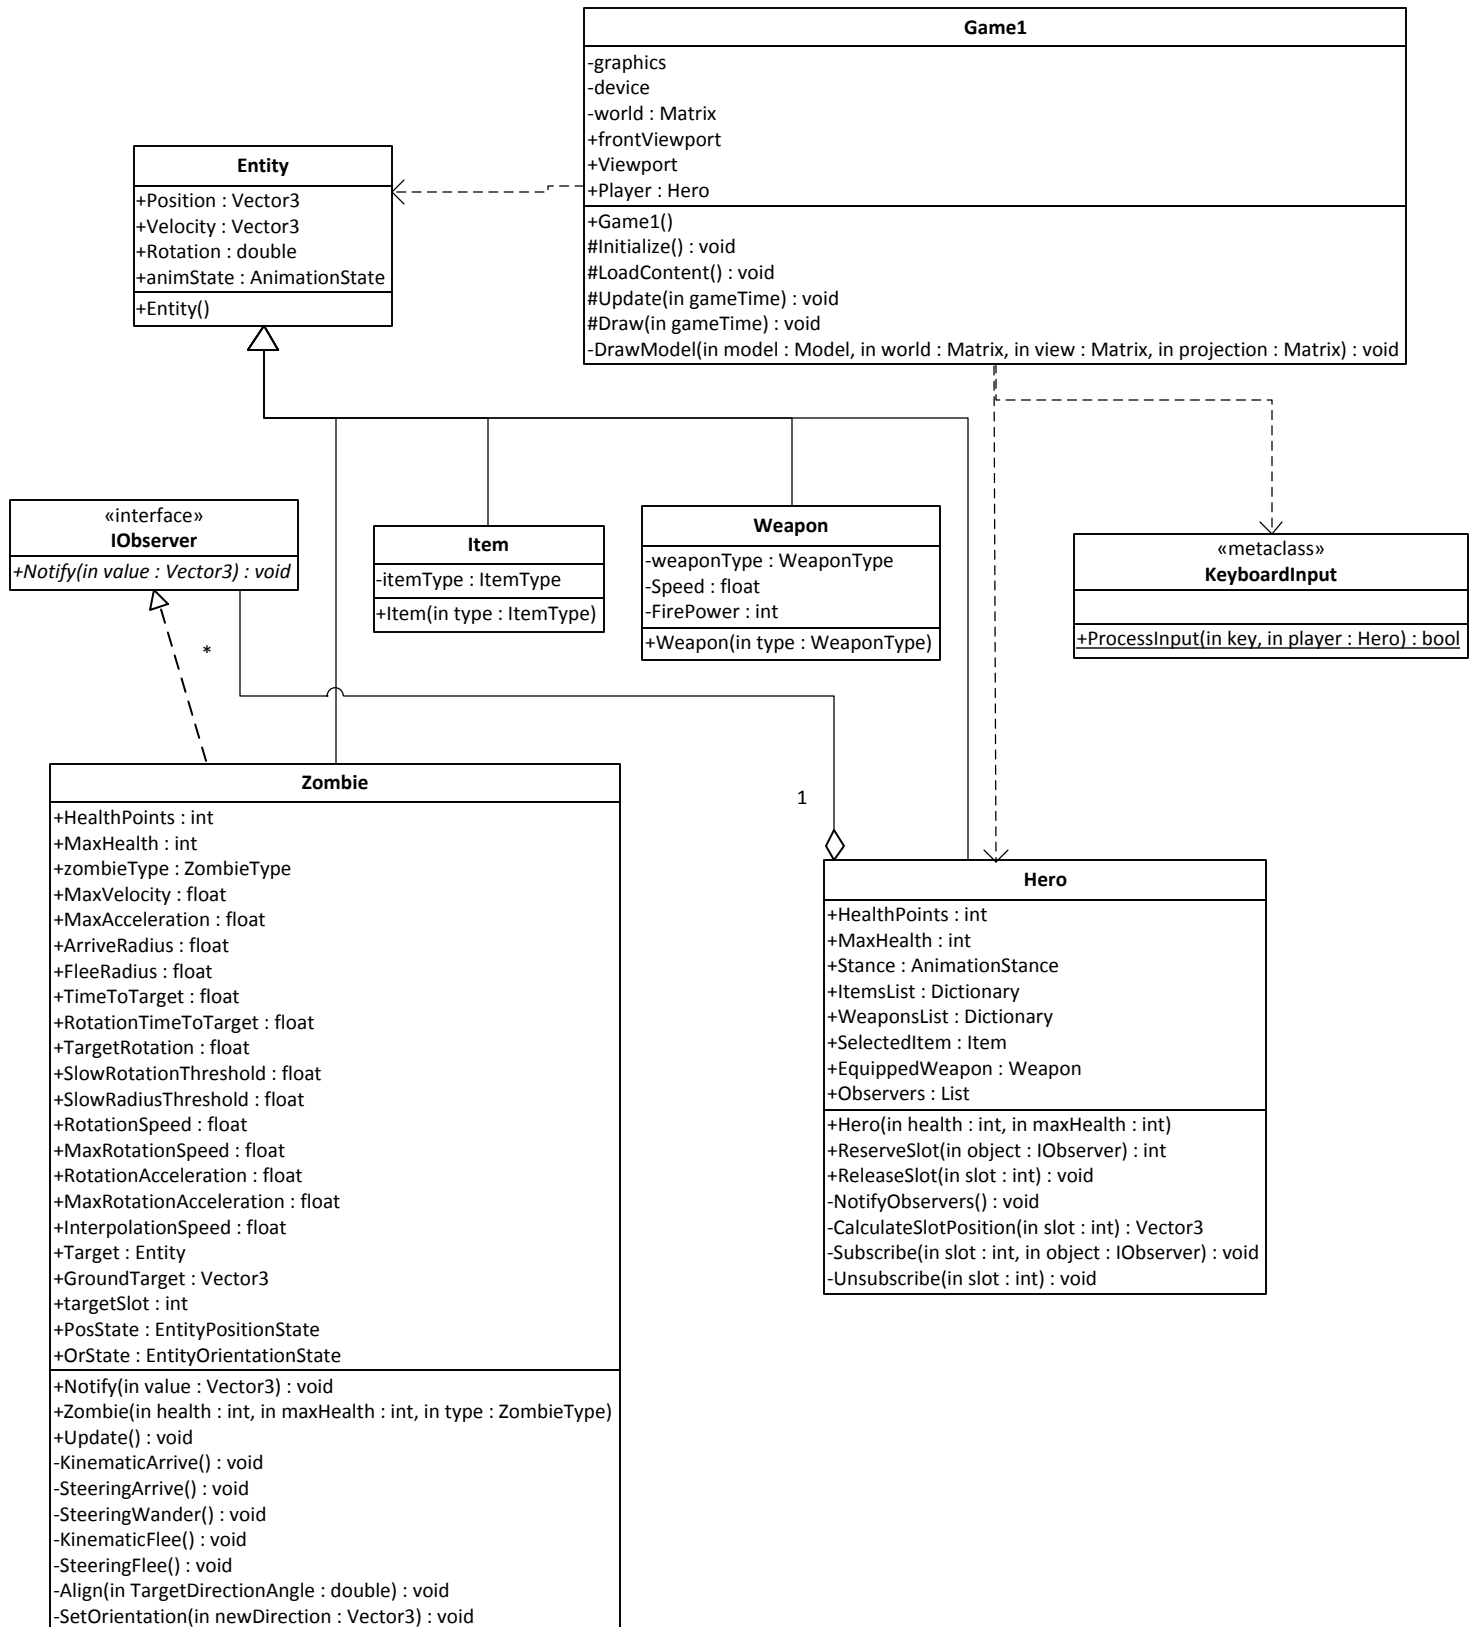 Game1
-graphics
-device
-world : Matrix
+frontViewport
+Viewport
+Player : Hero
+Game1()
#Initialize() : void
#LoadContent() : void
#Update(in gameTime) : void
#Draw(in gameTime) : void
-DrawModel(in model : Model, in world : Matrix, in view : Matrix, in projection : Matrix) : void
Entity
+Position : Vector3
+Velocity : Vector3
+Rotation : double
+animState : AnimationState
+Entity()
«interface»
IObserver
+Notify(in value : Vector3) : void
Item
-itemType : ItemType
+Item(in type : ItemType)
Weapon
-weaponType : WeaponType
-Speed : float
-FirePower : int
+Weapon(in type : WeaponType)
«metaclass»
KeyboardInput
+ProcessInput(in key, in player : Hero) : bool
*
1
Zombie
+HealthPoints : int
+MaxHealth : int
+zombieType : ZombieType
+MaxVelocity : float
+MaxAcceleration : float
+ArriveRadius : float
+FleeRadius : float
+TimeToTarget : float
+RotationTimeToTarget : float
+TargetRotation : float
+SlowRotationThreshold : float
+SlowRadiusThreshold : float
+RotationSpeed : float
+MaxRotationSpeed : float
+RotationAcceleration : float
+MaxRotationAcceleration : float
+InterpolationSpeed : float
+Target : Entity
+GroundTarget : Vector3
+targetSlot : int
+PosState : EntityPositionState
+OrState : EntityOrientationState
+Notify(in value : Vector3) : void
+Zombie(in health : int, in maxHealth : int, in type : ZombieType)
+Update() : void
-KinematicArrive() : void
-SteeringArrive() : void
-SteeringWander() : void
-KinematicFlee() : void
-SteeringFlee() : void
-Align(in TargetDirectionAngle : double) : void
-SetOrientation(in newDirection : Vector3) : void
Hero
+HealthPoints : int
+MaxHealth : int
+Stance : AnimationStance
+ItemsList : Dictionary
+WeaponsList : Dictionary
+SelectedItem : Item
+EquippedWeapon : Weapon
+Observers : List
+Hero(in health : int, in maxHealth : int)
+ReserveSlot(in object : IObserver) : int
+ReleaseSlot(in slot : int) : void
-NotifyObservers() : void
-CalculateSlotPosition(in slot : int) : Vector3
-Subscribe(in slot : int, in object : IObserver) : void
-Unsubscribe(in slot : int) : void